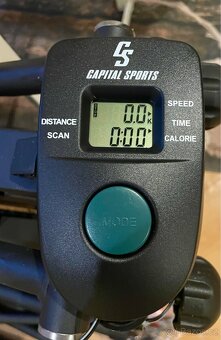 CS
CAPITAL SPORTS
SPEED
DISTANCE
0.0
TIME
SCAN
0:00
CALORIE
MODE